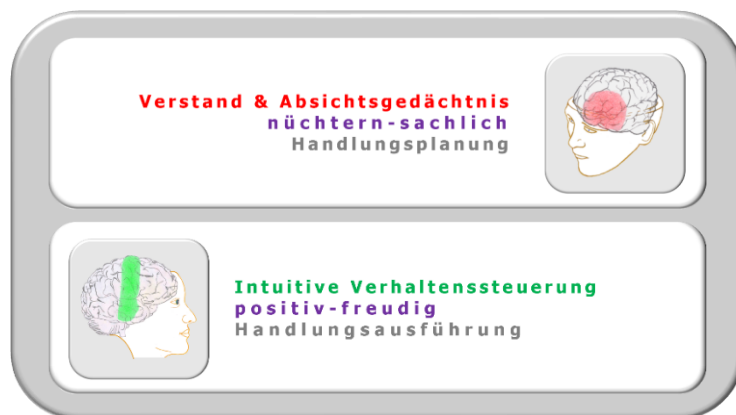 Verstand & Absichtsgedächtnis
nüchtern-sachlich
Handlungsplanung
Intuitive Verhaltenssteuerung
positiv-freudig
Handlungsausführung